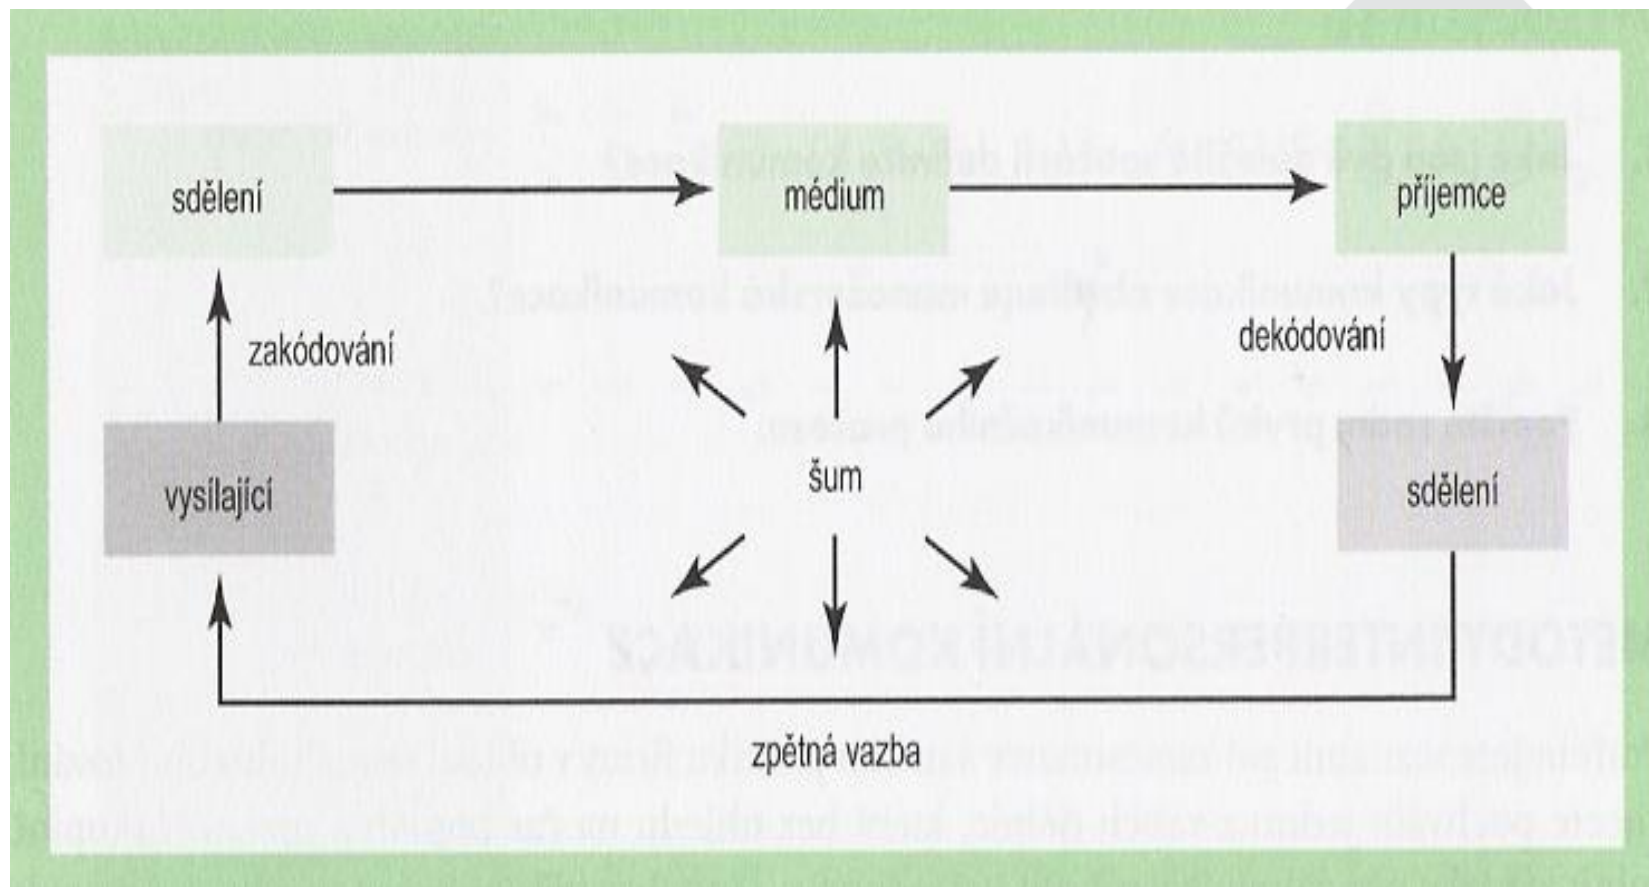 sdělení
médium
příjemce
zakódování
dekódování
šum
vysílající
sdělení
zpětná vazba